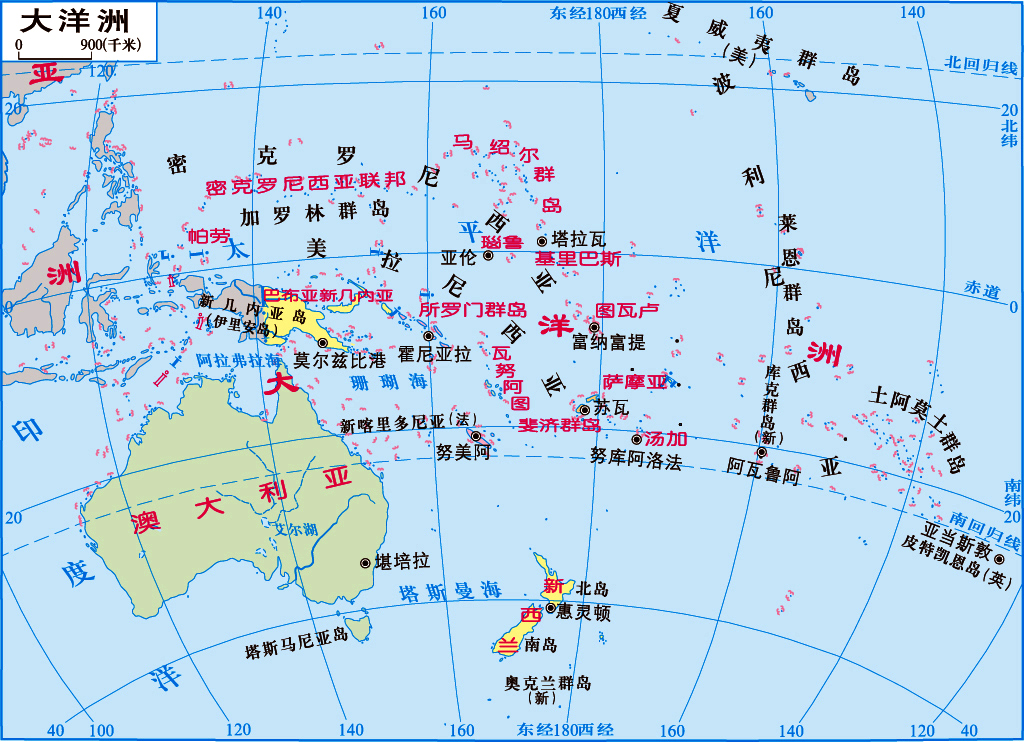 大洋洲
0 900(千米)
140
160
东经180西经
160
140
夏威夷群岛
(美)
北回归线
亚
120
20
20
北纬
波
密克罗尼西亚
马绍尔群岛
密克罗尼西亚联邦
加罗林群岛
利
帕劳
太平洋
美拉尼西亚
莱恩群岛
尼
瑙鲁
塔拉瓦
亚伦
基里巴斯
洲
赤道
0
0
巴布亚新几内亚
新几内亚岛
(伊里安岛)
所罗门群岛
图瓦卢
富纳富提
大洋洲
莫尔兹比港
霍尼亚拉
阿拉弗拉海
珊瑚海
瓦努阿图
萨摩亚
西
库克群岛(新)
土阿莫土群岛
苏瓦
斐济群岛
新喀里多尼亚(法)
努美阿
汤加
努库阿洛法
阿瓦鲁阿
亚
印度洋
澳大利亚
南纬
20
20
南回归线
艾尔湖
亚当斯敦
皮特凯恩岛(英)
堪培拉
塔斯曼海
新西兰
北岛
惠灵顿
南岛
塔斯马尼亚岛
奥克兰群岛
(新)
40
100
120
140
160
东经180西经
160
140
120
40
100